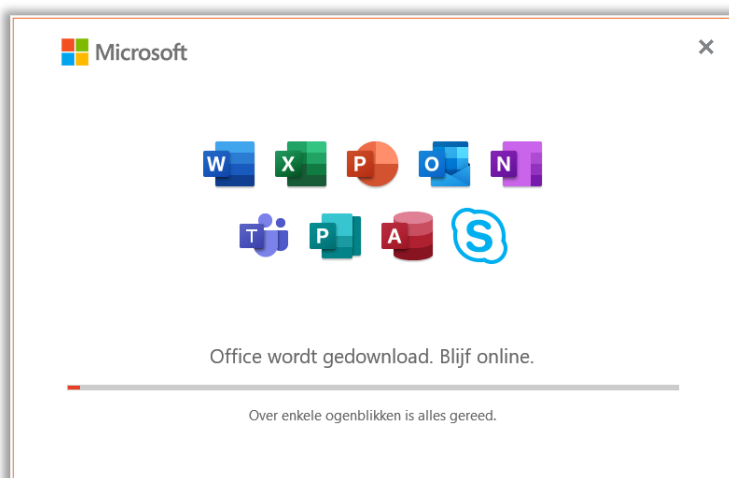 Microsoft
W X P O N
T P A S
Office wordt gedownload. Blijf online.
Over enkele ogenblikken is alles gereed.